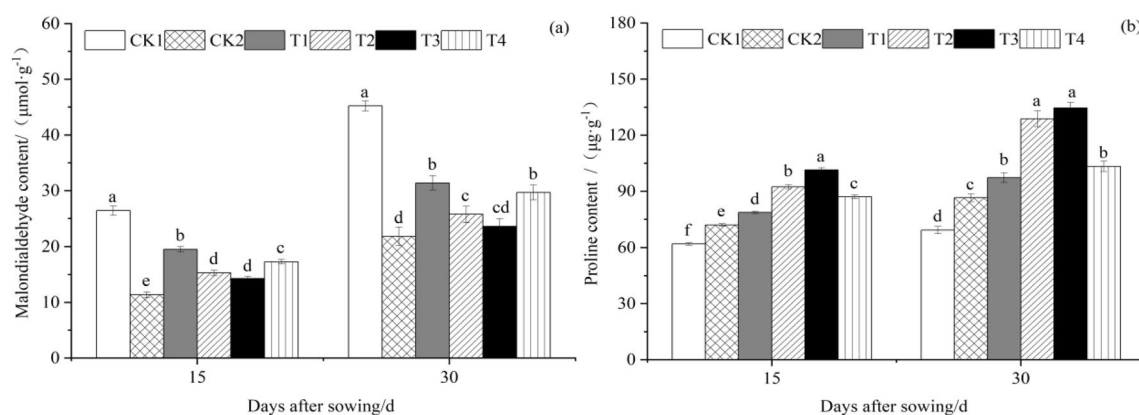 (a)
CK1 CK2 T1 T2 T3 T4
Malondialdehyde content/（μmol·g-1）
60
50
40
30
20
10
0
a
e
b
d
d
c
a
d
b
c
cd
b
15 30
Days after sowing/d
(b)
CK1 CK2 T1 T2 T3 T4
Proline content /（μg·g-1）
180
150
120
90
60
30
0
f
e
d
b
a
c
d
c
b
a
a
b
15 30
Days after sowing/d